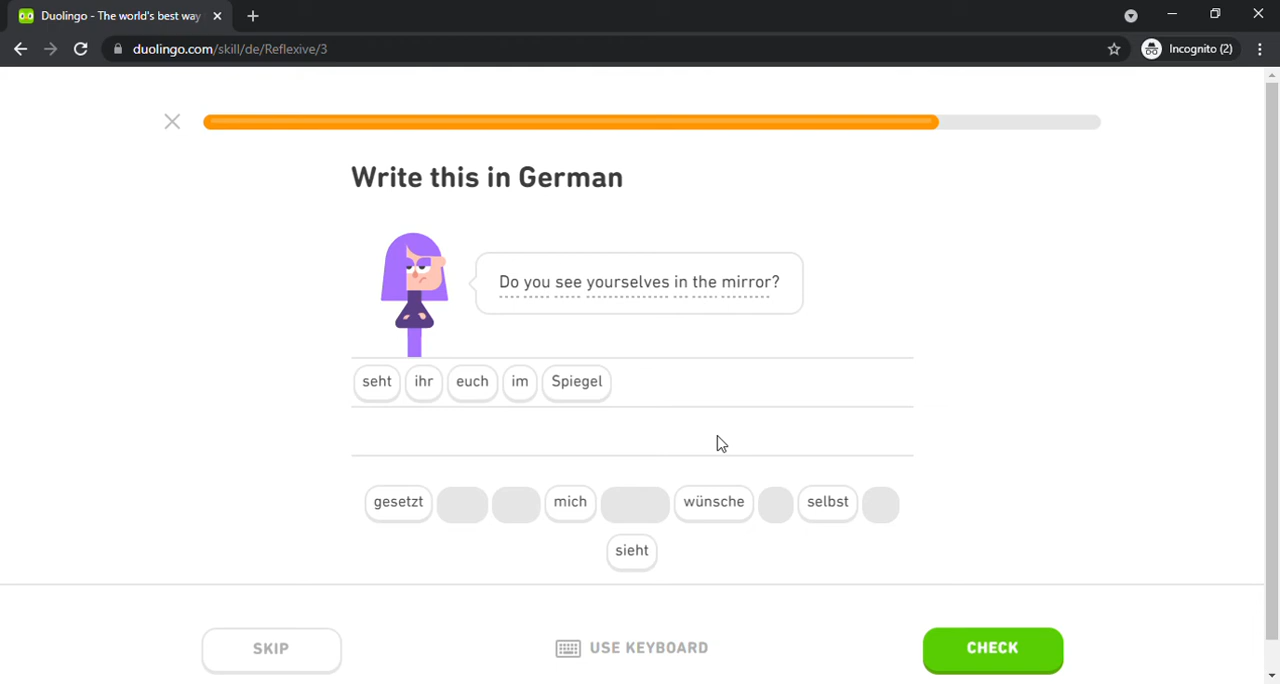 Duolingo - The world's best way
duolingo.com/skill/de/Reflexive/3
Incognito (2)
Write this in German
Do you see yourselves in the mirror?
seht ihr euch im Spiegel
gesetzt mich wünsche selbst
sieht
SKIP USE KEYBOARD CHECK